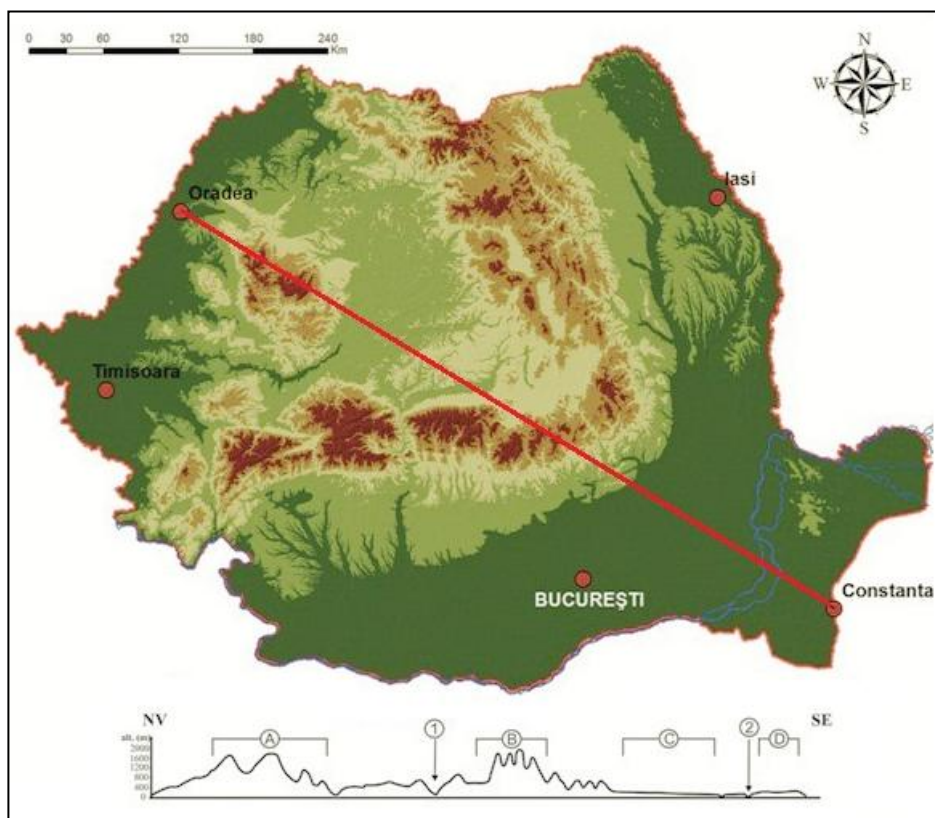 0 30 60 120 180 240
Km
N
W E
S
Oradea
Iasi
Timisoara
Constanta
BUCUREŞTI
NV SE
alt. (m)
2000
1600
800
400
0
A 1 B C 2 D